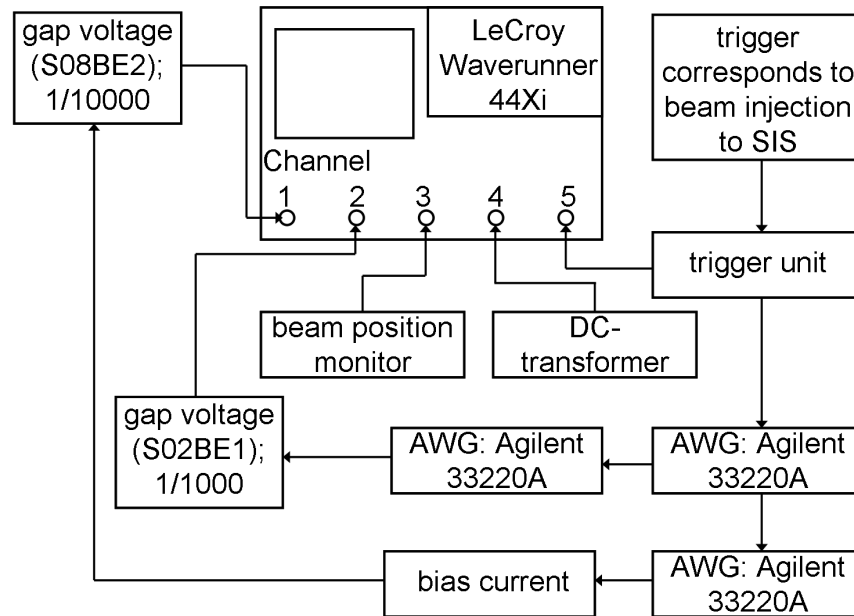 gap voltage
(S08BE2);
1/10000
LeCroy
Waverunner
44Xi
trigger
corresponds to
beam injection
to SIS
Channel
1 2 3 4 5
trigger unit
beam position
monitor
DC-
transformer
gap voltage
(S02BE1);
1/1000
AWG: Agilent
33220A
AWG: Agilent
33220A
bias current
AWG: Agilent
33220A